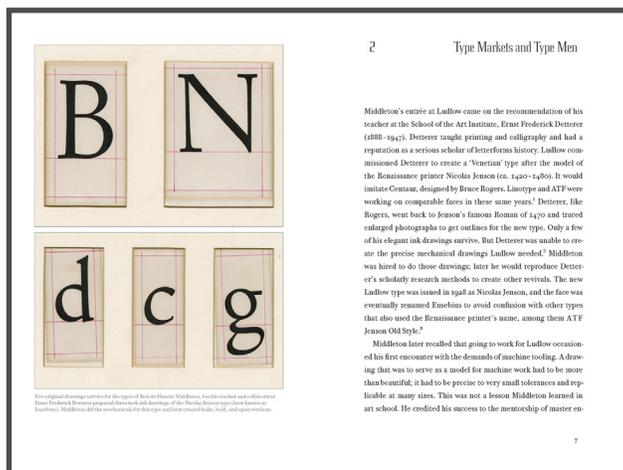 B N
d c g
Few original drawings survive for the types of Robert Hunter Middleton, but his teacher and collaborator
Ernst Frederick Detterer prepared three-inch ink drawings of the Nicolas Jenson type (later known as
Eusebius). Middleton did the mechanicals for this type and later created italic, bold, and open versions.
2 Type Markets and Type Men
Middleton's entrée at Ludlow came on the recommendation of his
teacher at the School of the Art Institute, Ernst Frederick Detterer
(1888–1947). Detterer taught printing and calligraphy and had a
reputation as a serious scholar of letterforms history. Ludlow com-
missioned Detterer to create a 'Venetian' type after the model of
the Renaissance printer Nicolas Jenson (ca. 1420–1480). It would
imitate Centaur, designed by Bruce Rogers. Linotype and ATF were
working on comparable faces in these same years.¹ Detterer, like
Rogers, went back to Jenson's famous Roman of 1470 and traced
enlarged photographs to get outlines for the new type. Only a few
of his elegant ink drawings survive. But Detterer was unable to cre-
ate the precise mechanical drawings Ludlow needed.² Middleton
was hired to do those drawings; later he would reproduce Detter-
er's scholarly research methods to create other revivals. The new
Ludlow type was issued in 1928 as Nicolas Jenson, and the face was
eventually renamed Eusebius to avoid confusion with other types
that also used the Renaissance printer's name, among them ATF
Jenson Old Style.³
Middleton later recalled that going to work for Ludlow occasion-
ed his first encounter with the demands of machine tooling. A draw-
ing that was to serve as a model for machine work had to be more
than beautiful; it had to be precise to very small tolerances and rep-
licable at many sizes. This was not a lesson Middleton learned in
art school. He credited his success to the mentorship of master en-
7